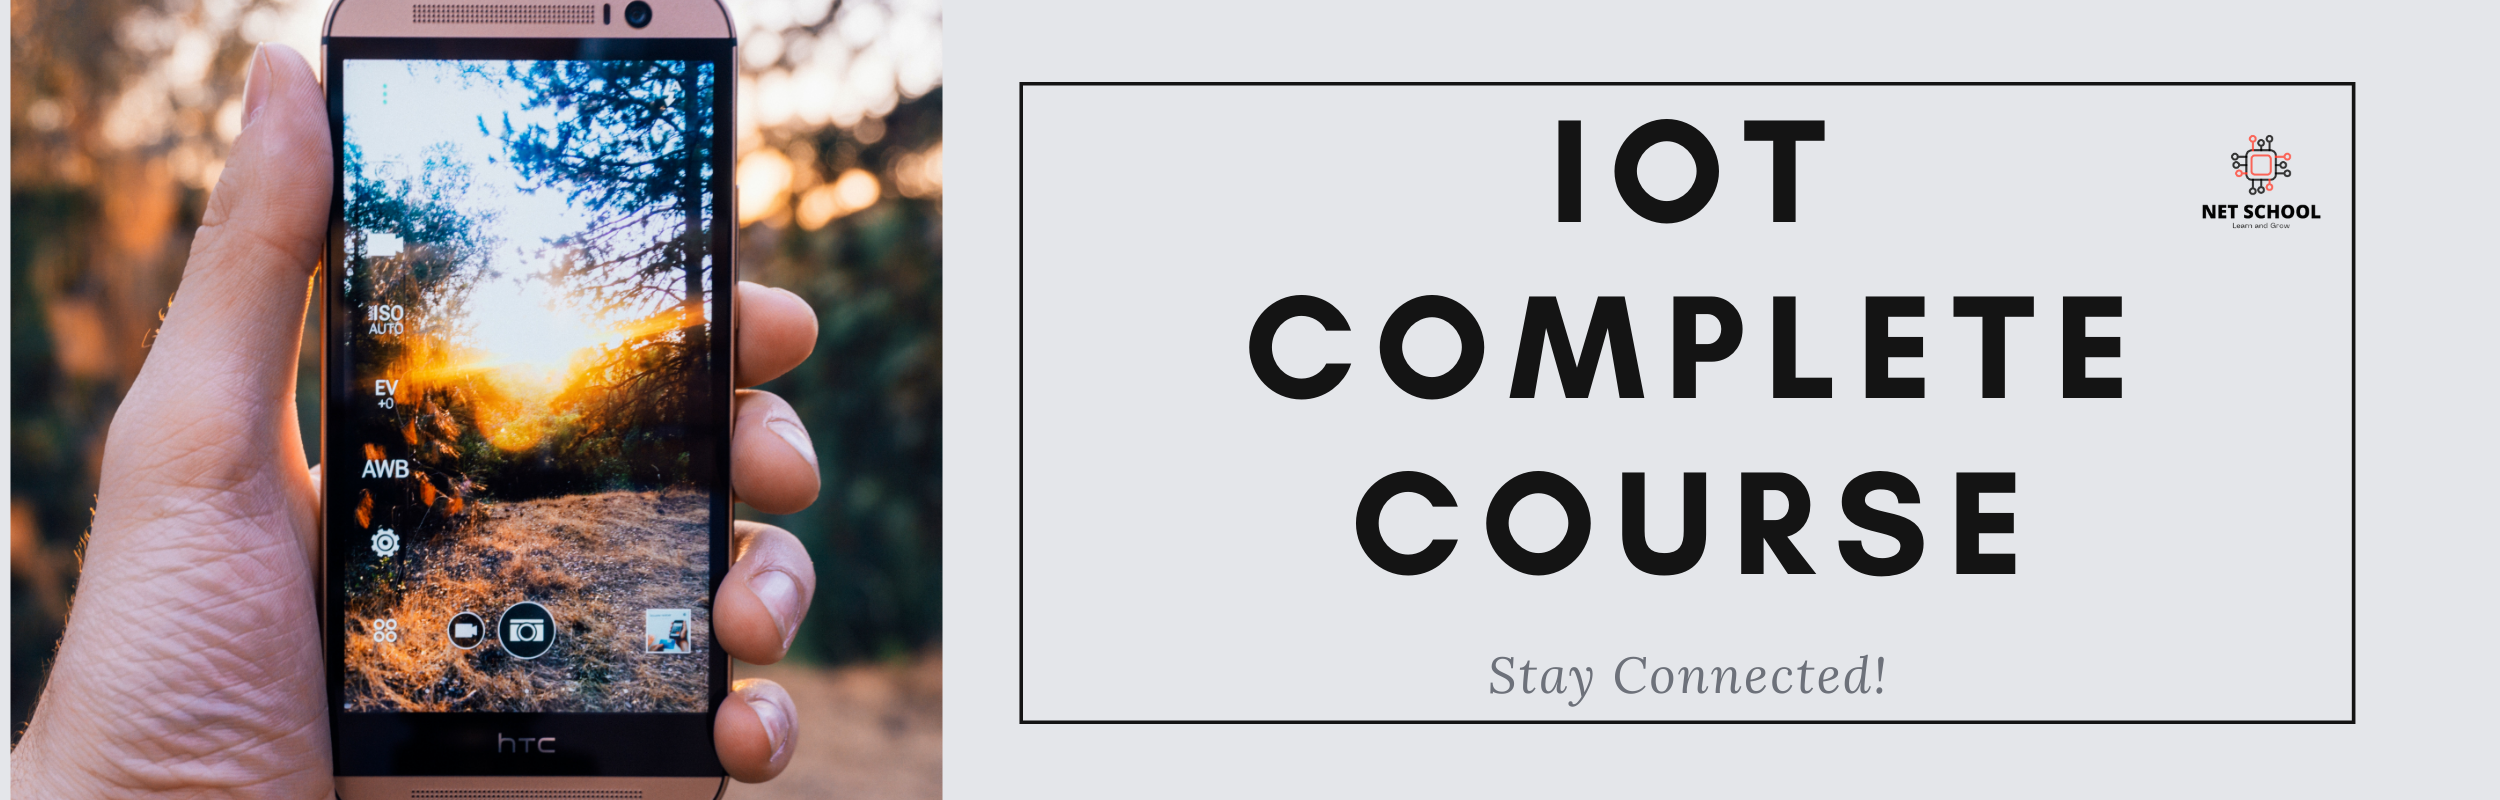 ISO
AUTO
EV
+0
AWB
hTC
IOT
COMPLETE
COURSE
Stay Connected!
NET SCHOOL
Learn and Grow